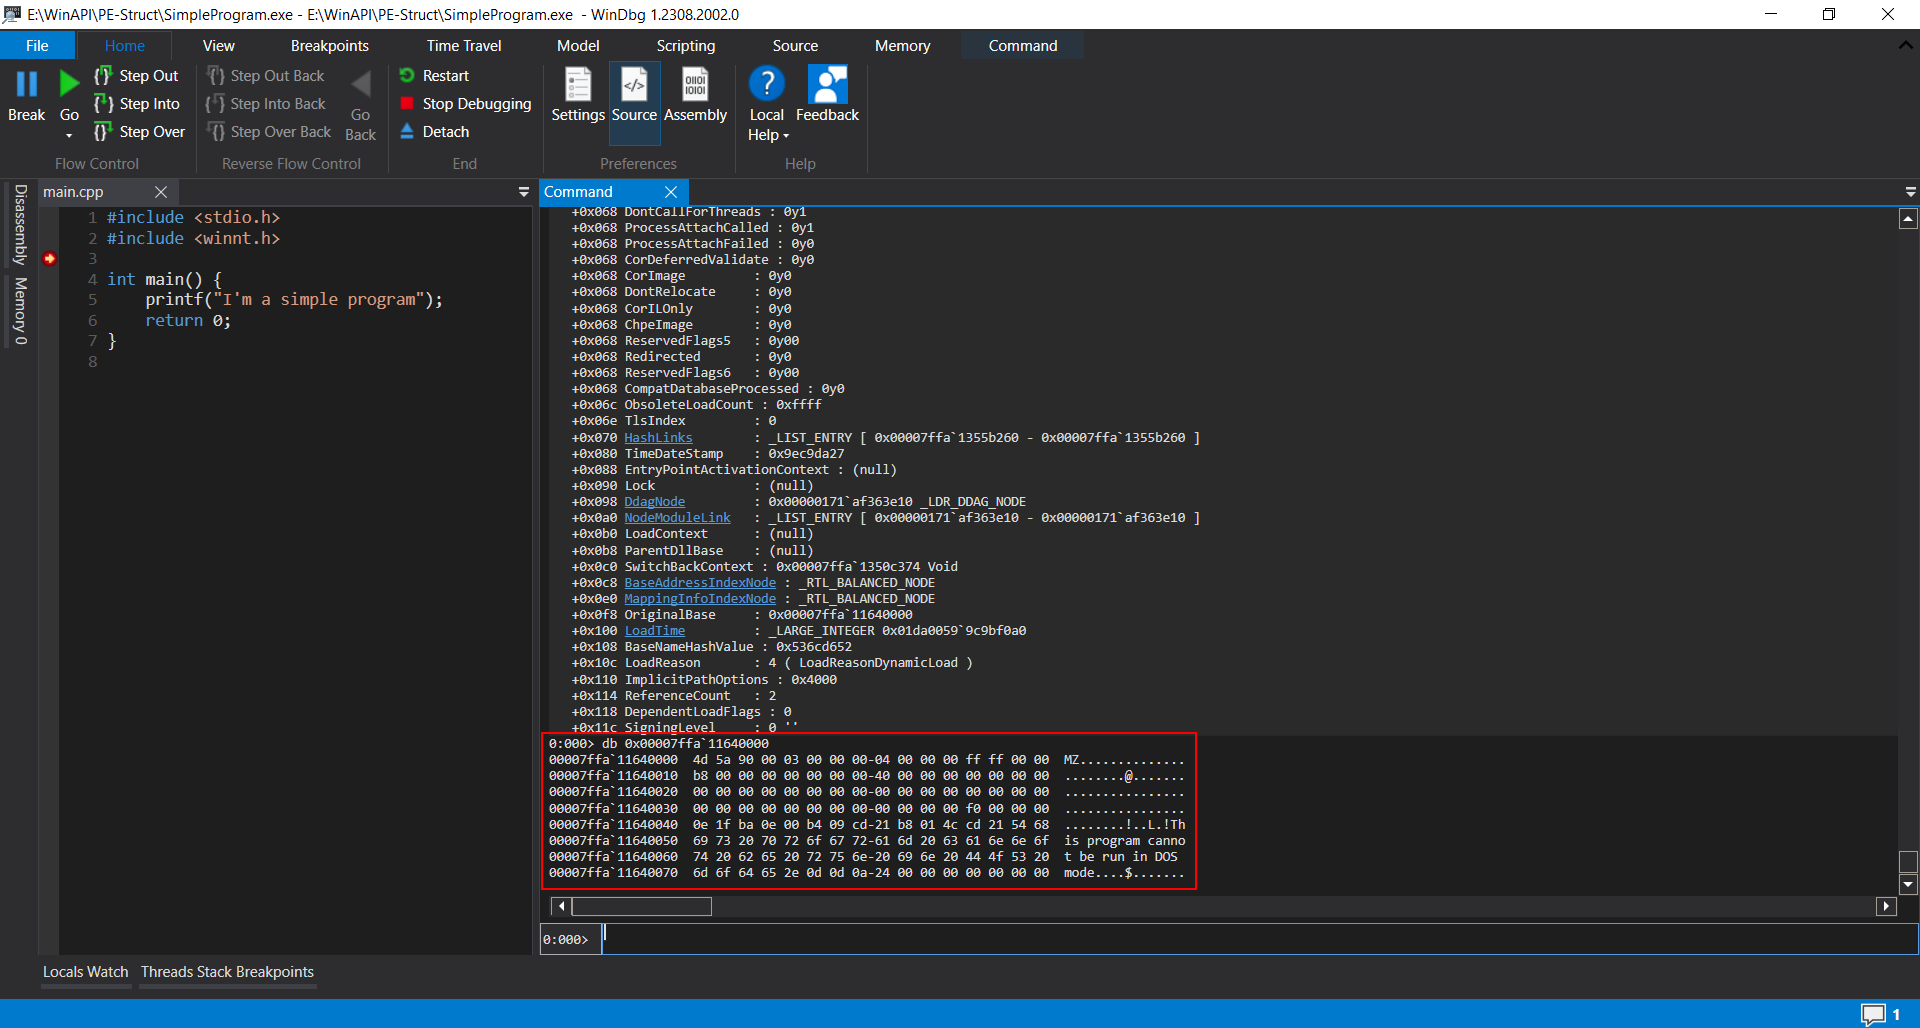 E:\WinAPI\PE-Struct\SimpleProgram.exe - E:\WinAPI\PE-Struct\SimpleProgram.exe  - WinDbg 1.2308.2002.0
File Home View Breakpoints Time Travel Model Scripting Source Memory Command
Break
Go
Step Out
Step Into
Step Over
Flow Control
Step Out Back
Step Into Back
Step Over Back
Go Back
Reverse Flow Control
Restart
Stop Debugging
Detach
End
Settings Source Assembly
Preferences
Local Help
Feedback
Help
Disassembly
Memory 0
main.cpp
1 #include <stdio.h>
2 #include <winnt.h>
3
4 int main() {
5     printf("I'm a simple program");
6     return 0;
7 }
8
Command
+0x068 DontCallForThreads : 0y1
+0x068 ProcessAttachCalled : 0y1
+0x068 ProcessAttachFailed : 0y0
+0x068 CorDeferredValidate : 0y0
+0x068 CorImage         : 0y0
+0x068 DontRelocate     : 0y0
+0x068 CorILOnly        : 0y0
+0x068 ChpeImage        : 0y0
+0x068 ReservedFlags5   : 0y00
+0x068 Redirected       : 0y0
+0x068 ReservedFlags6   : 0y00
+0x068 CompatDatabaseProcessed : 0y0
+0x06c ObsoleteLoadCount : 0xffff
+0x06e TlsIndex         : 0
+0x070 HashLinks        : _LIST_ENTRY [ 0x00007ffa`1355b260 - 0x00007ffa`1355b260 ]
+0x080 TimeDateStamp    : 0x9ec9da27
+0x088 EntryPointActivationContext : (null)
+0x090 Lock             : (null)
+0x098 DdagNode         : 0x00000171`af363e10 _LDR_DDAG_NODE
+0x0a0 NodeModuleLink   : _LIST_ENTRY [ 0x00000171`af363e10 - 0x00000171`af363e10 ]
+0x0b0 LoadContext      : (null)
+0x0b8 ParentDllBase    : (null)
+0x0c0 SwitchBackContext : 0x00007ffa`1350c374 Void
+0x0c8 BaseAddressIndexNode : _RTL_BALANCED_NODE
+0x0e0 MappingInfoIndexNode : _RTL_BALANCED_NODE
+0x0f8 OriginalBase     : 0x00007ffa`11640000
+0x100 LoadTime         : _LARGE_INTEGER 0x01da0059`9c9bf0a0
+0x108 BaseNameHashValue : 0x536cd652
+0x10c LoadReason       : 4 ( LoadReasonDynamicLoad )
+0x110 ImplicitPathOptions : 0x4000
+0x114 ReferenceCount   : 2
+0x118 DependentLoadFlags : 0
+0x11c SigningLevel     : 0 ''
0:000> db 0x00007ffa`11640000
00007ffa`11640000  4d 5a 90 00 03 00 00 00-04 00 00 00 ff ff 00 00  MZ..............
00007ffa`11640010  b8 00 00 00 00 00 00 00-40 00 00 00 00 00 00 00  ........@.......
00007ffa`11640020  00 00 00 00 00 00 00 00-00 00 00 00 00 00 00 00  ................
00007ffa`11640030  00 00 00 00 00 00 00 00-00 00 00 00 f0 00 00 00  ................
00007ffa`11640040  0e 1f ba 0e 00 b4 09 cd-21 b8 01 4c cd 21 54 68  ........!..L.!Th
00007ffa`11640050  69 73 20 70 72 6f 67 72-61 6d 20 63 61 6e 6e 6f  is program canno
00007ffa`11640060  74 20 62 65 20 72 75 6e-20 69 6e 20 44 4f 53 20  t be run in DOS
00007ffa`11640070  6d 6f 64 65 2e 0d 0d 0a-24 00 00 00 00 00 00 00  mode....$.......
0:000>
Locals Watch Threads Stack Breakpoints
1